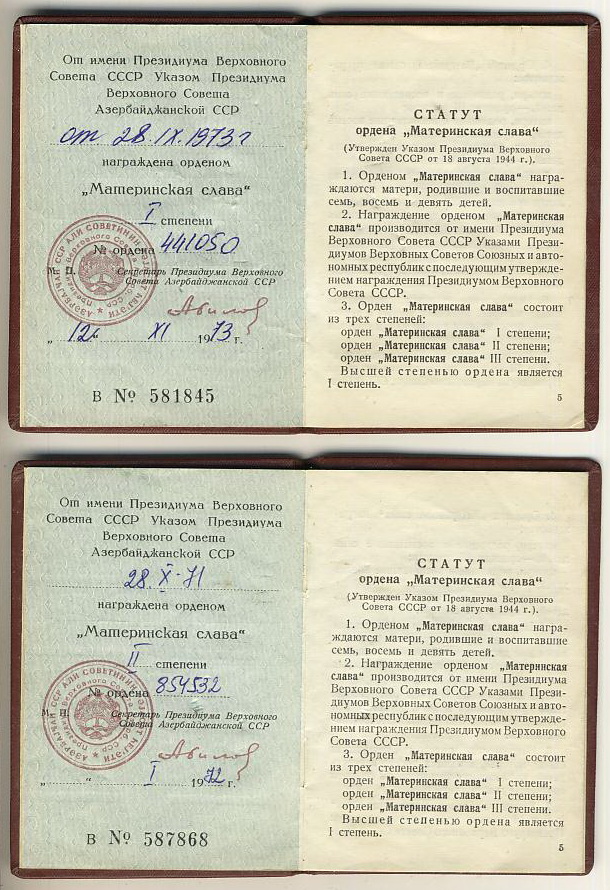 От имени Президиума Верховного
Совета СССР Указом Президиума
Верховного Совета
Азербайджанской ССР
от 28.IX.1973 г
награждена орденом
„Материнская слава“
I степени
№ ордена 441050
М. П. Секретарь Президиума Верховного
Совета Азербайджанской ССР
„12“ XI 1973 г.
В № 581845
СТАТУТ
ордена „Материнская слава“
(Утвержден Указом Президиума Верховного
Совета СССР от 18 августа 1944 г.).
1. Орденом „Материнская слава“ награ-
ждаются матери, родившие и воспитавшие
семь, восемь и девять детей.
2. Награждение орденом „Материнская
слава“ производится от имени Президиума
Верховного Совета СССР Указами Прези-
диумов Верховных Советов Союзных и авто-
номных республик с последующим утвержде-
нием награждения Президиумом Верховного
Совета СССР.
3. Орден „Материнская слава“ состоит
из трех степеней:
орден „Материнская слава“ I степени;
орден „Материнская слава“ II степени;
орден „Материнская слава“ III степени.
Высшей степенью ордена является
I степень.
5
От имени Президиума Верховного
Совета СССР Указом Президиума
Верховного Совета
Азербайджанской ССР
28.X-71
награждена орденом
„Материнская слава“
II степени
№ ордена 854532
М. П. Секретарь Президиума Верховного
Совета Азербайджанской ССР
„ “ I 1972 г.
В № 587868
СТАТУТ
ордена „Материнская слава“
(Утвержден Указом Президиума Верховного
Совета СССР от 18 августа 1944 г.).
1. Орденом „Материнская слава“ награ-
ждаются матери, родившие и воспитавшие
семь, восемь и девять детей.
2. Награждение орденом „Материнская
слава“ производится от имени Президиума
Верховного Совета СССР Указами Прези-
диумов Верховных Советов Союзных и авто-
номных республик с последующим утвержде-
нием награждения Президиумом Верховного
Совета СССР.
3. Орден „Материнская слава“ состоит
из трех степеней:
орден „Материнская слава“ I степени;
орден „Материнская слава“ II степени;
орден „Материнская слава“ III степени.
Высшей степенью ордена является
I степень.
5